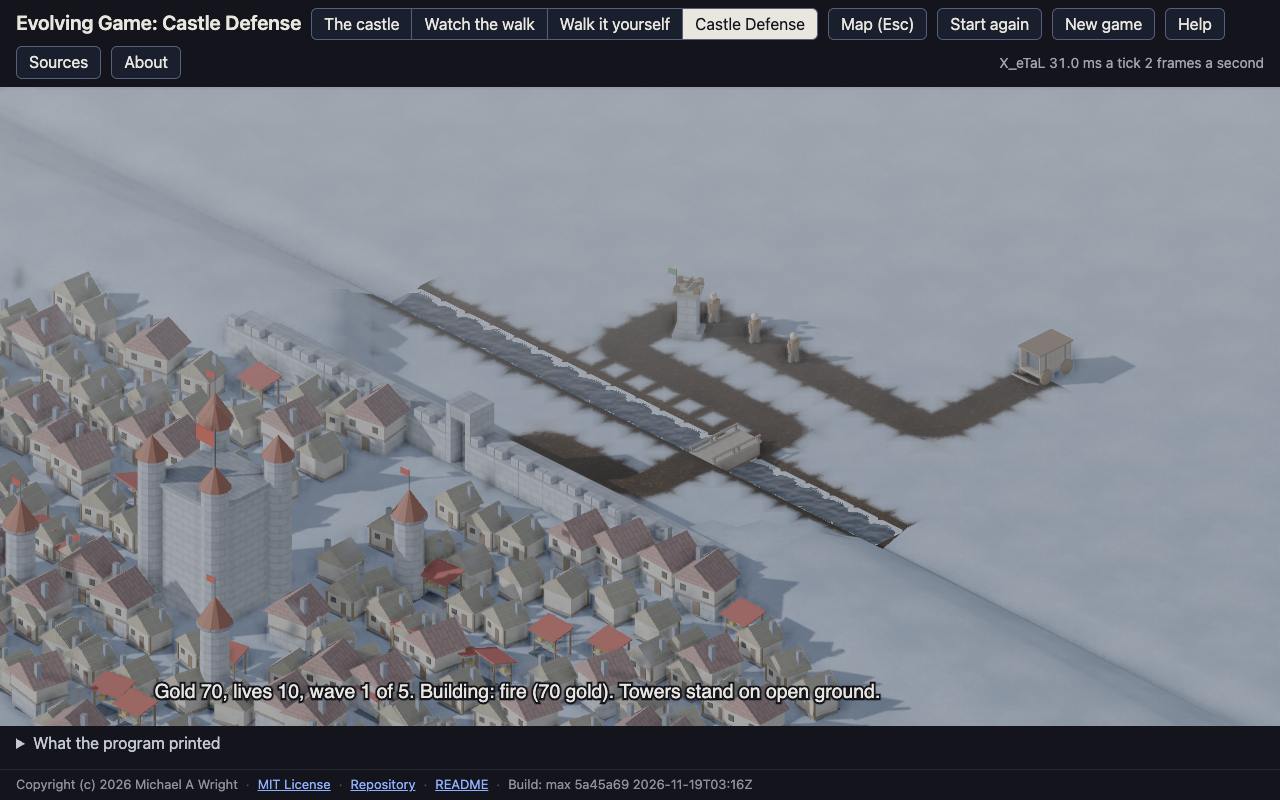 Evolving Game: Castle Defense
The castle
Watch the walk
Walk it yourself
Castle Defense
Map (Esc)
Start again
New game
Help
Sources
About
X_eTaL 31.0 ms a tick 2 frames a second
Gold 70, lives 10, wave 1 of 5. Building: fire (70 gold). Towers stand on open ground.
What the program printed
Copyright (c) 2026 Michael A Wright · MIT License · Repository · README · Build: max 5a45a69 2026-11-19T03:16Z